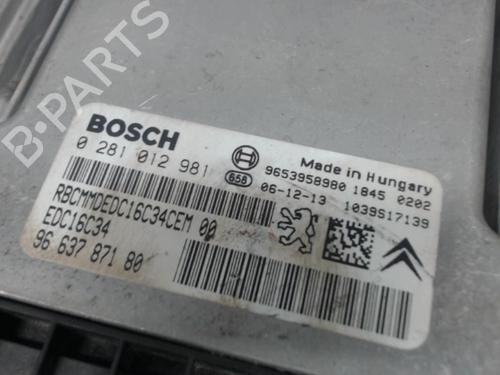 B-PARTS
BOSCH
0 281 012 981
658
Made in Hungary
9653958980 1845 0202
06-12-13 1039S17139
RBCMMDEDC16C34CEM 00
EDC16C34
96 637 871 80